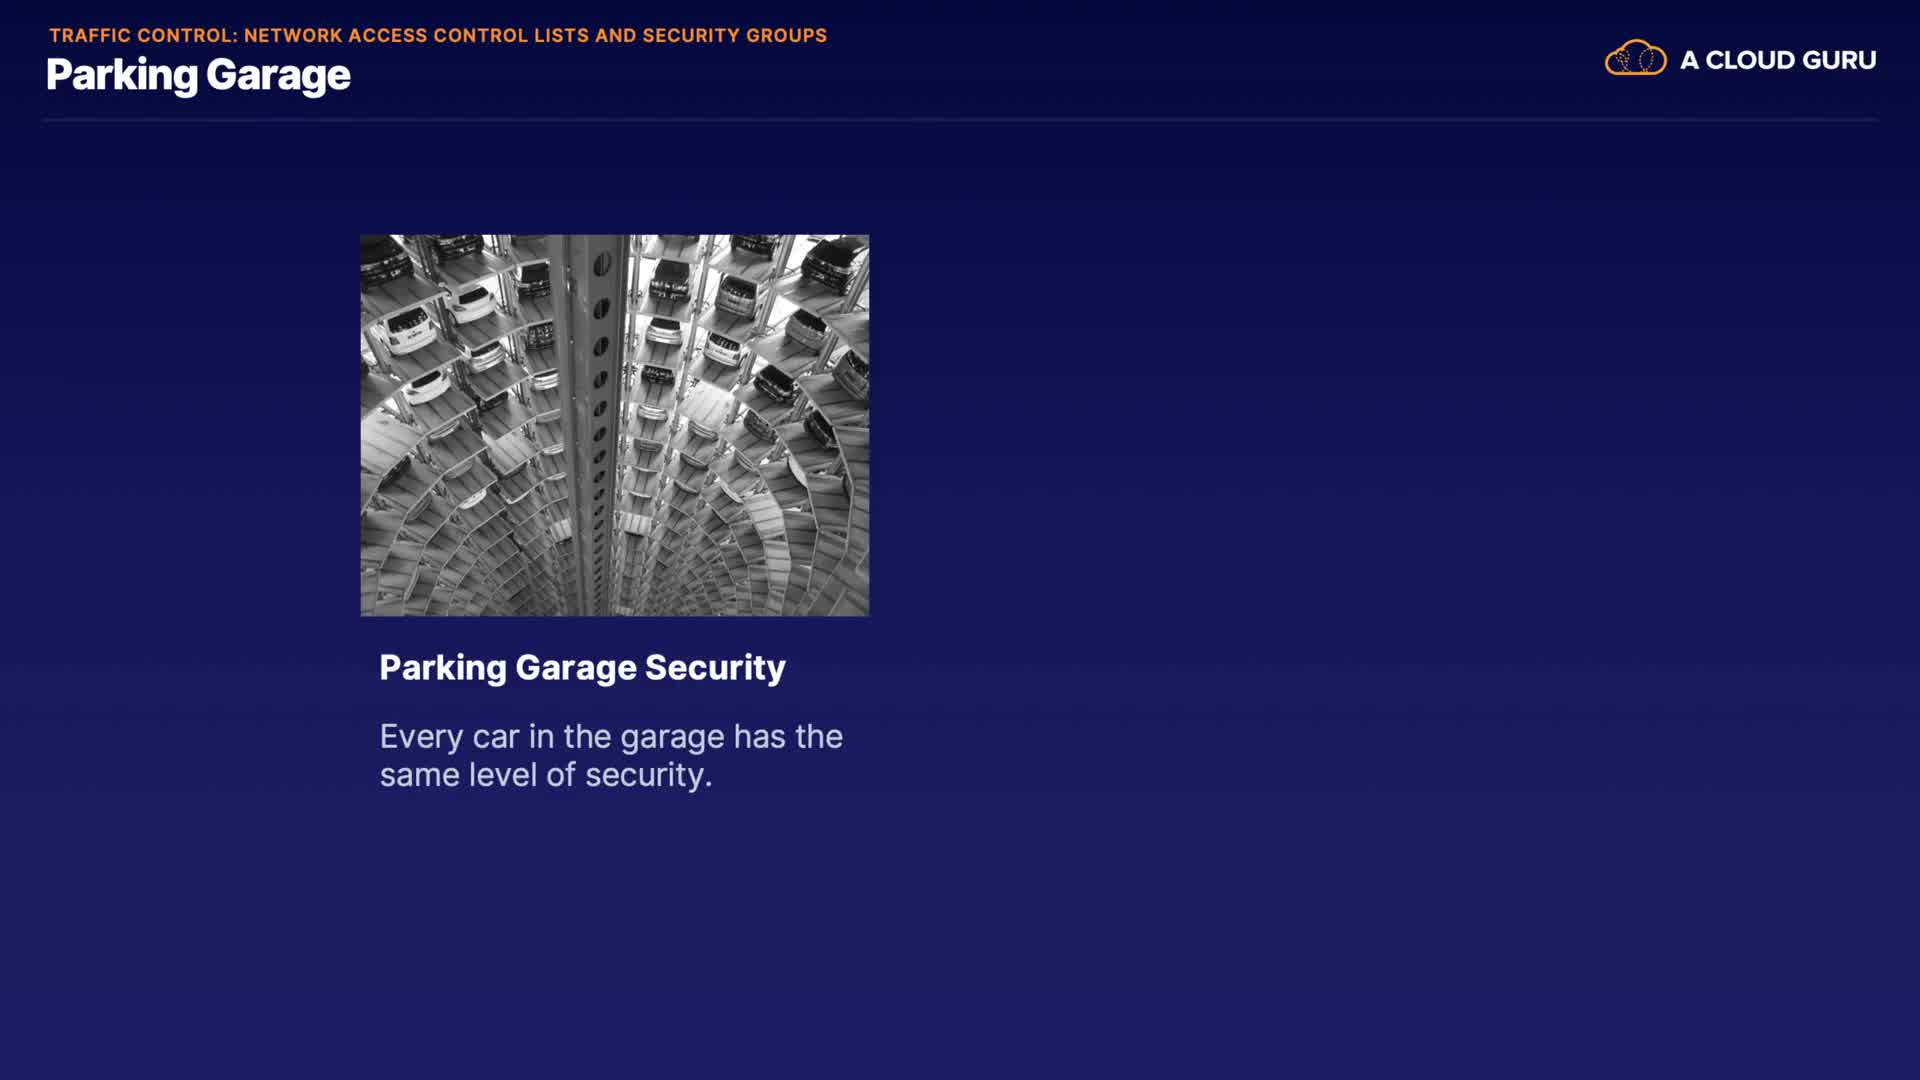 TRAFFIC CONTROL: NETWORK ACCESS CONTROL LISTS AND SECURITY GROUPS
Parking Garage
A CLOUD GURU
Parking Garage Security
Every car in the garage has the
same level of security.